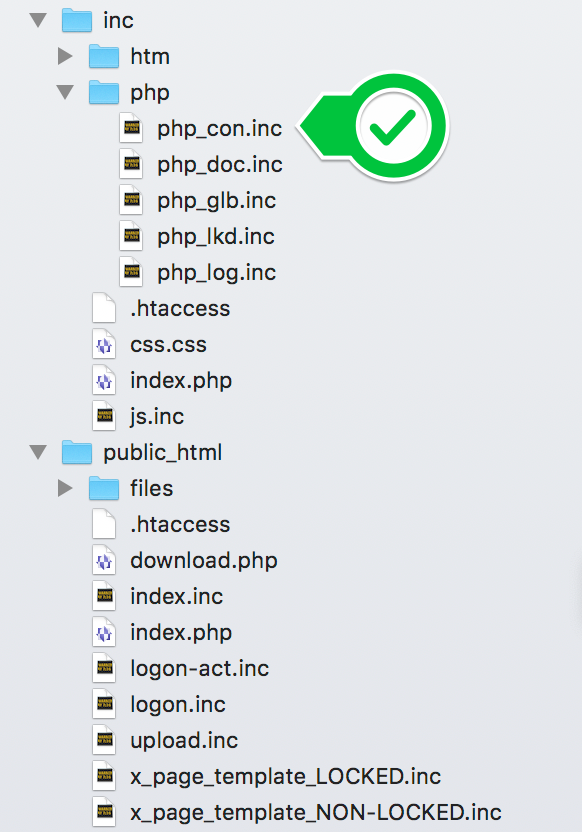 inc
htm
php
php_con.inc
php_doc.inc
php_glb.inc
php_lkd.inc
php_log.inc
.htaccess
css.css
index.php
js.inc
public_html
files
.htaccess
download.php
index.inc
index.php
logon-act.inc
logon.inc
upload.inc
x_page_template_LOCKED.inc
x_page_template_NON-LOCKED.inc